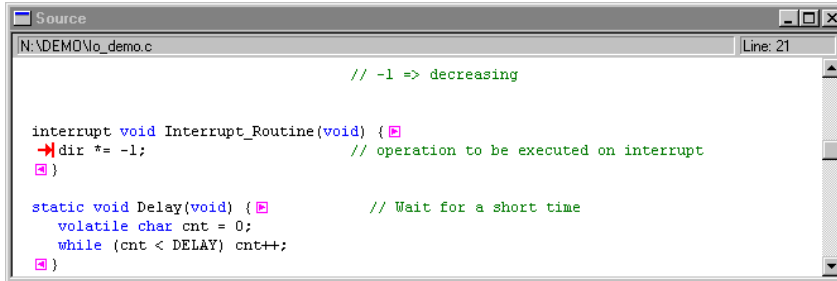 Source
N:\DEMO\Io_demo.c Line: 21
// -1 => decreasing
interrupt void Interrupt_Routine(void) {
dir *= -1; // operation to be executed on interrupt
}
static void Delay(void) { // Wait for a short time
volatile char cnt = 0;
while (cnt < DELAY) cnt++;
}